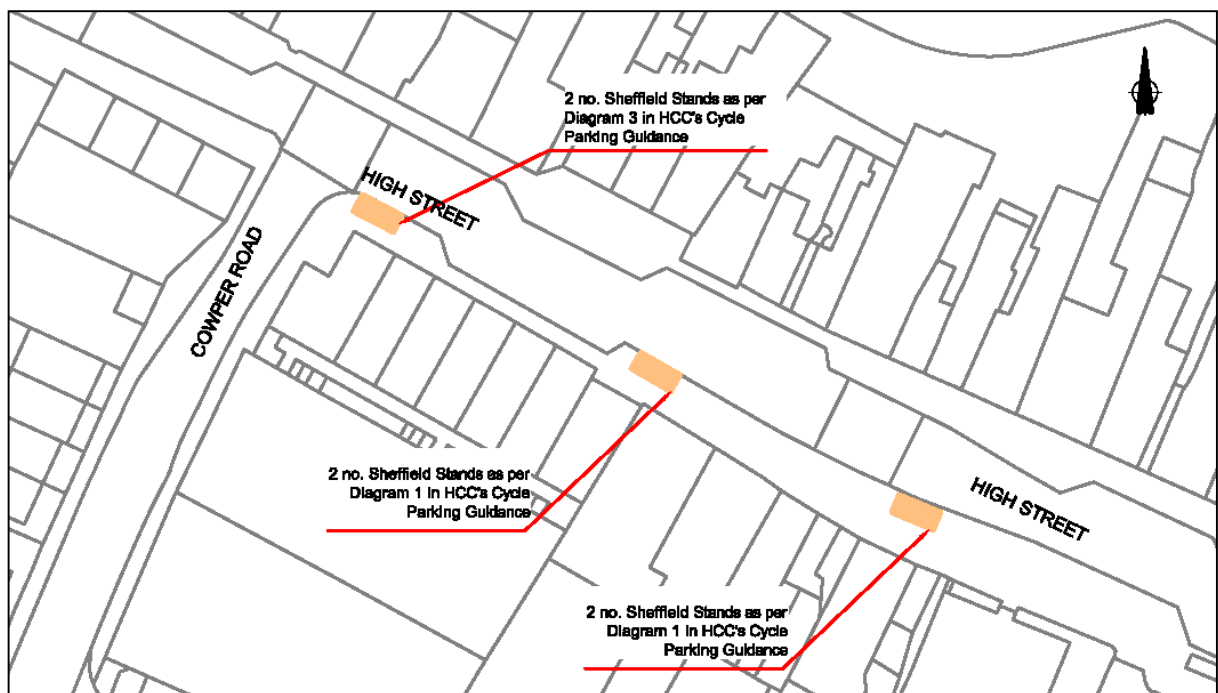 2 no. Sheffield Stands as per
Diagram 3 in HCC's Cycle
Parking Guidance
HIGH STREET
COWPER ROAD
2 no. Sheffield Stands as per
Diagram 1 in HCC's Cycle
Parking Guidance
HIGH STREET
2 no. Sheffield Stands as per
Diagram 1 in HCC's Cycle
Parking Guidance